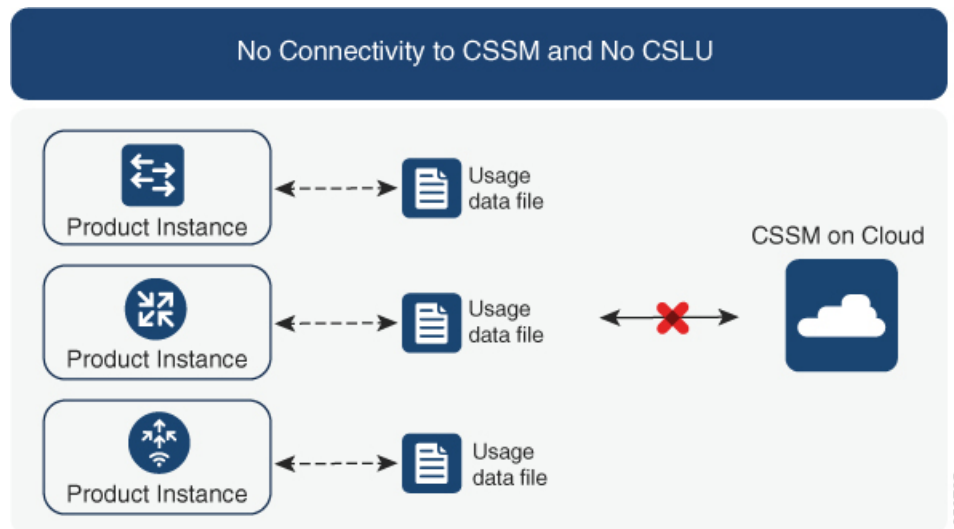 No Connectivity to CSSM and No CSLU
Product Instance
Usage
data file
Product Instance
Usage
data file
CSSM on Cloud
Product Instance
Usage
data file